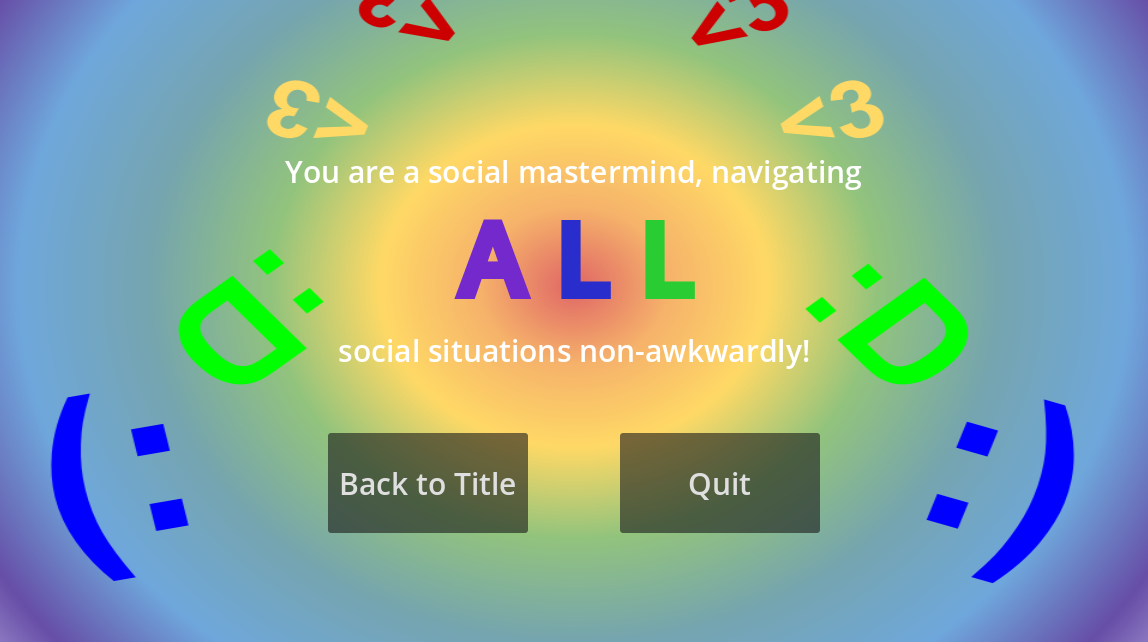 <3 <3
<3 <3
You are a social mastermind, navigating
ALL
:D :D
social situations non-awkwardly!
:) :)
Back to Title Quit